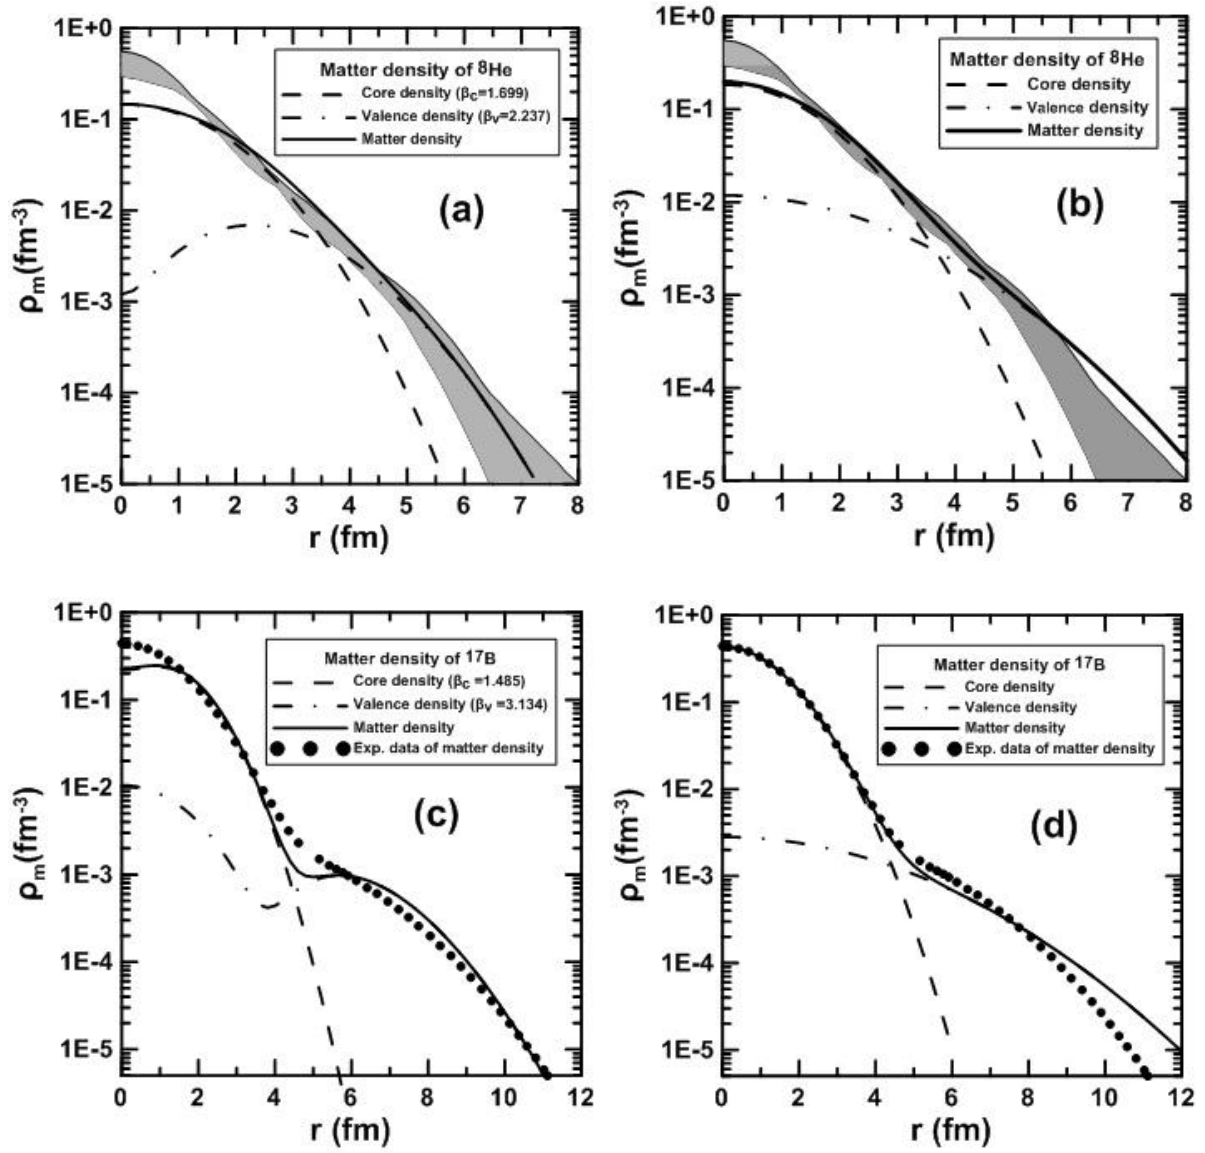 1E+0
1E-1
1E-2
1E-3
1E-4
1E-5
ρm(fm-3)
Matter density of 8He
Core density (βc=1.699)
Valence density (βv=2.237)
Matter density
(a)
0 1 2 3 4 5 6 7 8
r (fm)
1E+0
1E-1
1E-2
1E-3
1E-4
1E-5
ρm(fm-3)
Matter density of 8He
Core density
Valence density
Matter density
(b)
0 1 2 3 4 5 6 7 8
r (fm)
1E+0
1E-1
1E-2
1E-3
1E-4
1E-5
ρm(fm-3)
Matter density of 17B
Core density (βc =1.485)
Valence density (βv =3.134)
Matter density
Exp. data of matter density
(c)
0 2 4 6 8 10 12
r (fm)
1E+0
1E-1
1E-2
1E-3
1E-4
1E-5
ρm(fm-3)
Matter density of 17B
Core density
Valence density
Matter density
Exp. data of matter density
(d)
0 2 4 6 8 10 12
r (fm)